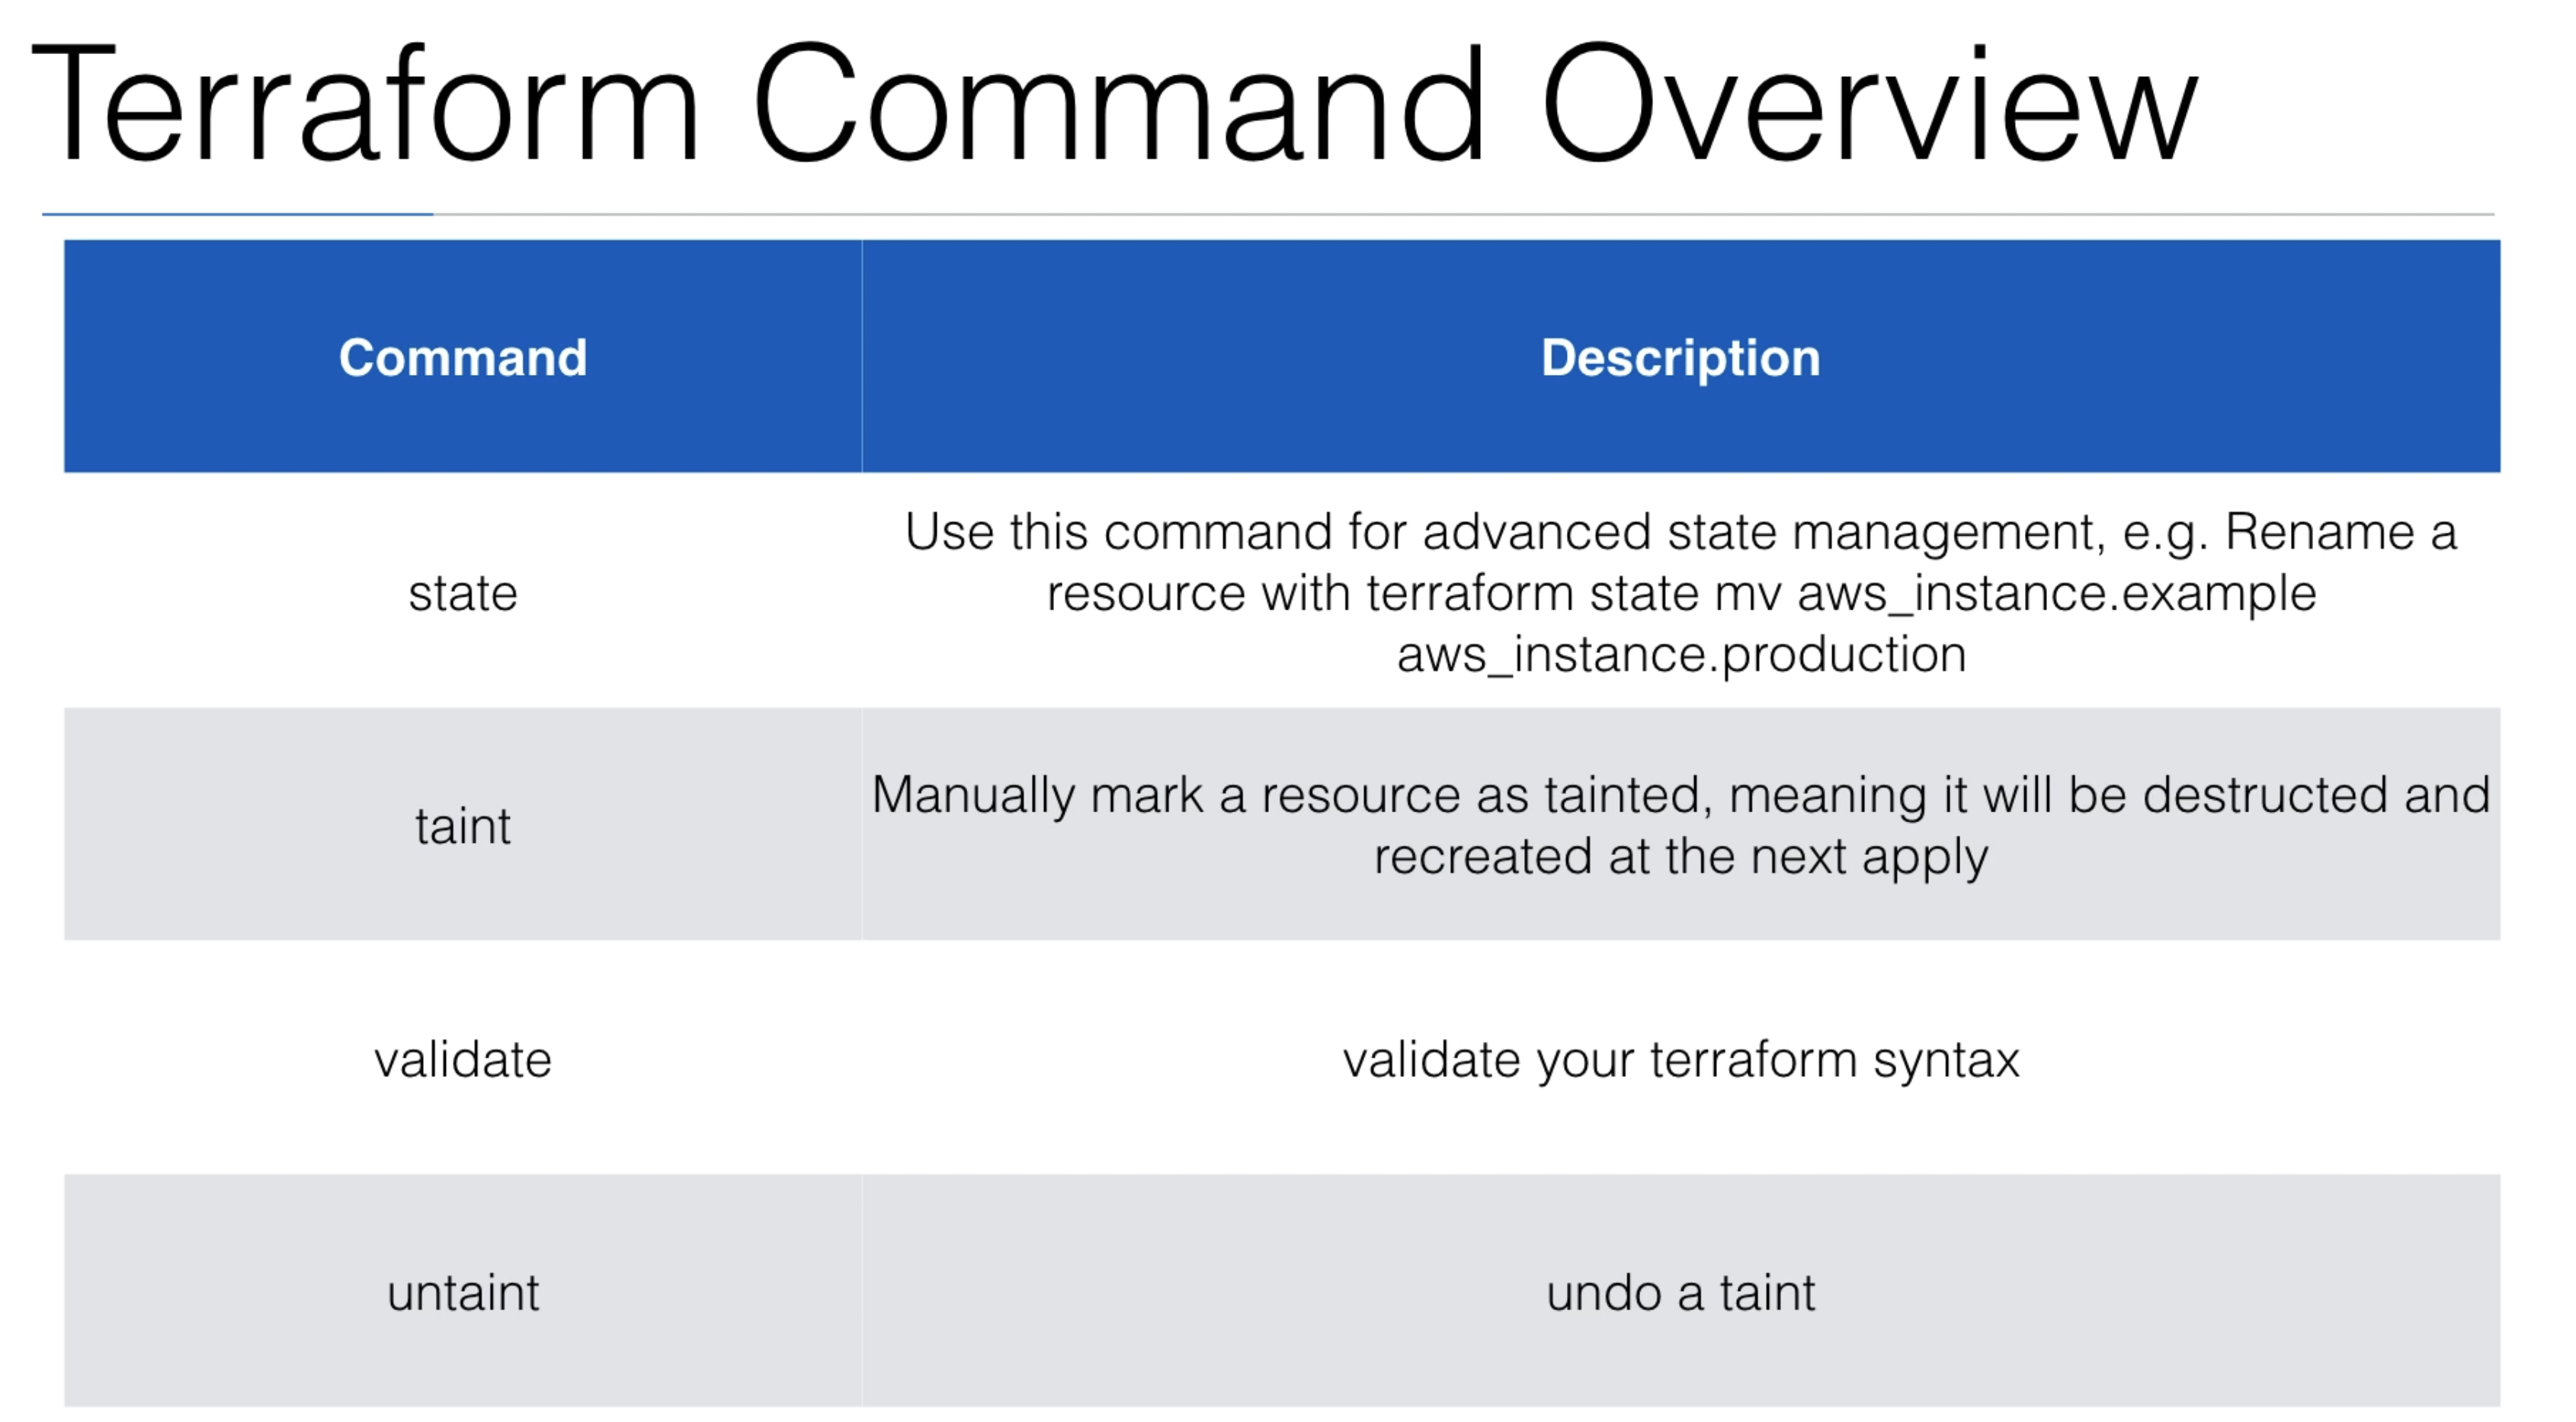 Terraform Command Overview
Command
Description
state
Use this command for advanced state management, e.g. Rename a
resource with terraform state mv aws_instance.example
aws_instance.production
taint
Manually mark a resource as tainted, meaning it will be destructed and
recreated at the next apply
validate
validate your terraform syntax
untaint
undo a taint